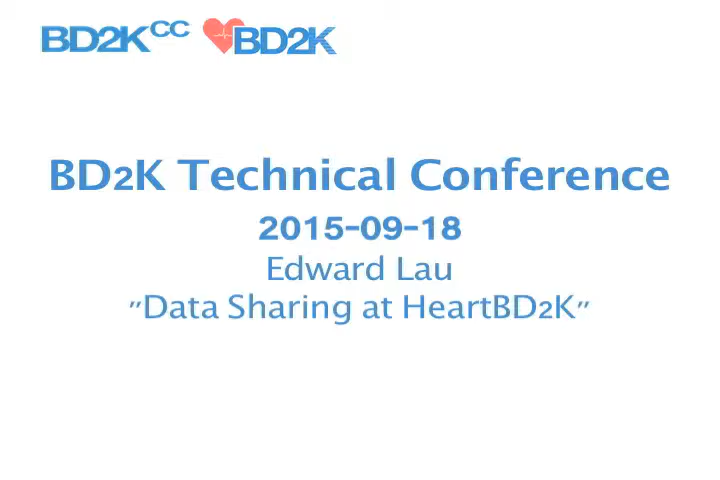 BD2KCC BD2K
BD2K Technical Conference
2015-09-18
Edward Lau
"Data Sharing at HeartBD2K"